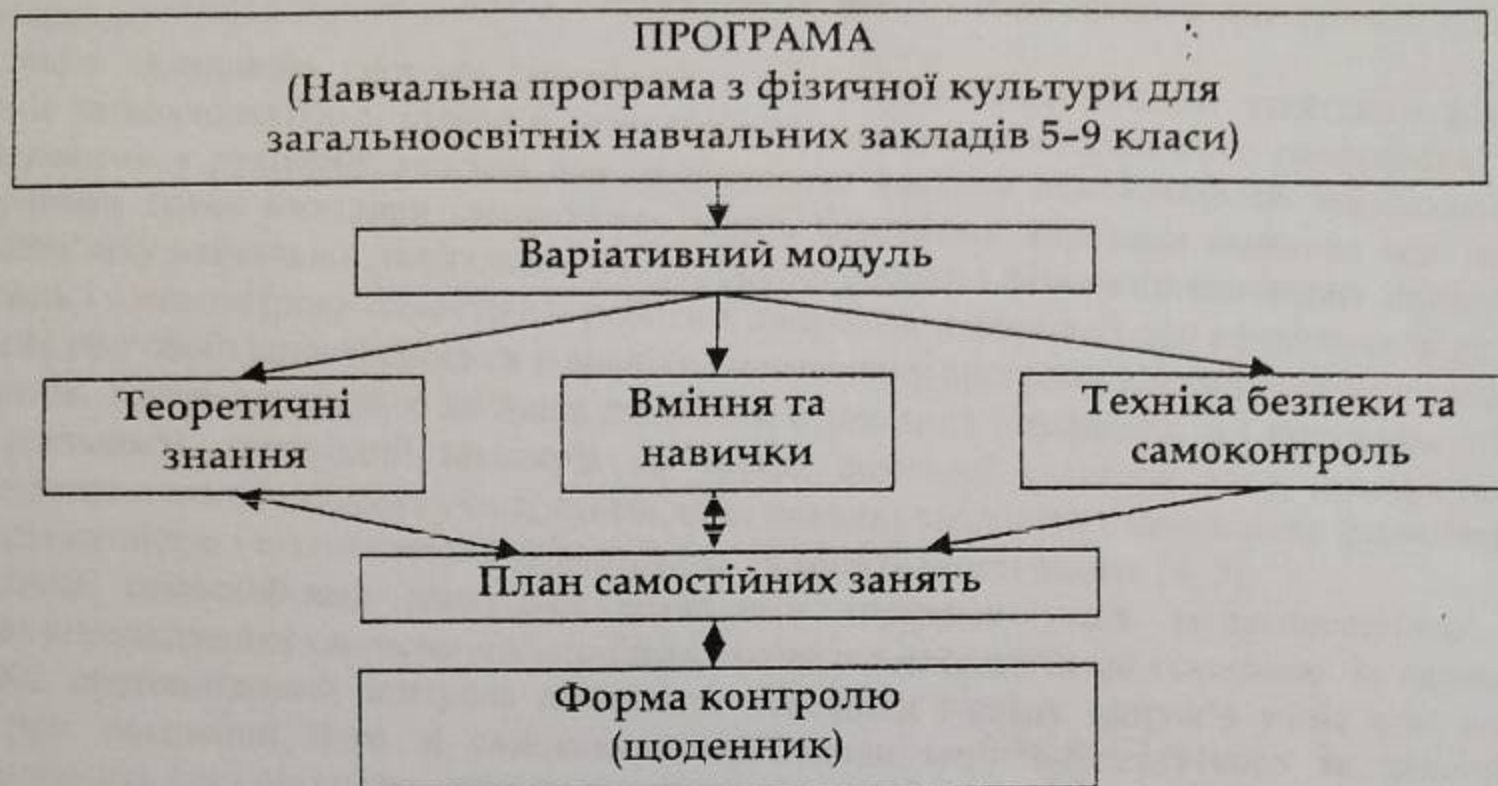 ПРОГРАМА
(Навчальна програма з фізичної культури для
загальноосвітніх навчальних закладів 5–9 класи)
Варіативний модуль
Теоретичні
знання
Вміння та
навички
Техніка безпеки та
самоконтроль
План самостійних занять
Форма контролю
(щоденник)